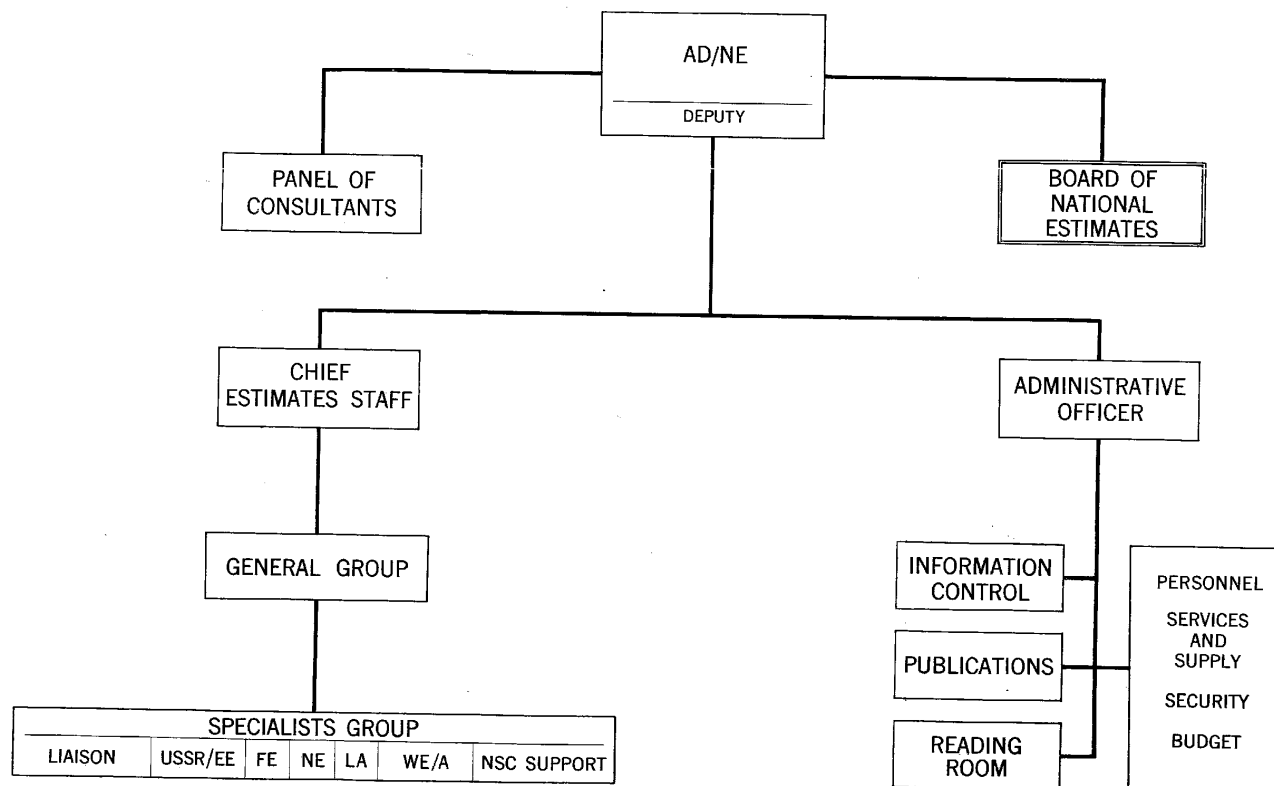 AD/NE
DEPUTY
PANEL OF
CONSULTANTS
BOARD OF
NATIONAL
ESTIMATES
CHIEF
ESTIMATES STAFF
ADMINISTRATIVE
OFFICER
GENERAL GROUP
INFORMATION
CONTROL
PUBLICATIONS
READING
ROOM
PERSONNEL
SERVICES
AND
SUPPLY
SECURITY
BUDGET
SPECIALISTS GROUP
LIAISON USSR/EE FE NE LA WE/A NSC SUPPORT